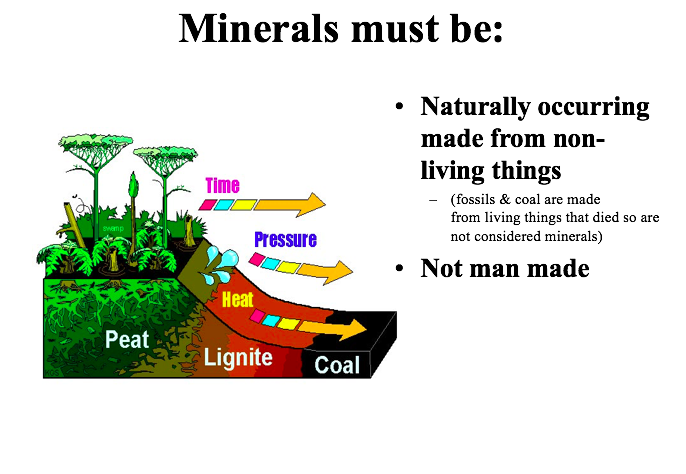 Minerals must be:
• Naturally occurring
made from non-
living things
– (fossils & coal are made
from living things that died so are
not considered minerals)
• Not man made
Time
Pressure
swamp
Heat
Peat
Lignite
Coal